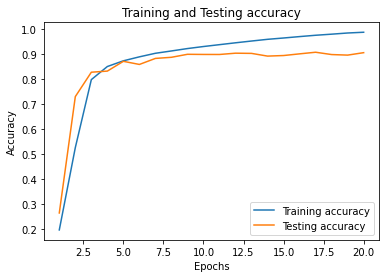 Training and Testing accuracy
1.0
0.9
0.8
0.7
0.6
0.5
0.4
0.3
0.2
Accuracy
Training accuracy
Testing accuracy
2.5 5.0 7.5 10.0 12.5 15.0 17.5 20.0
Epochs